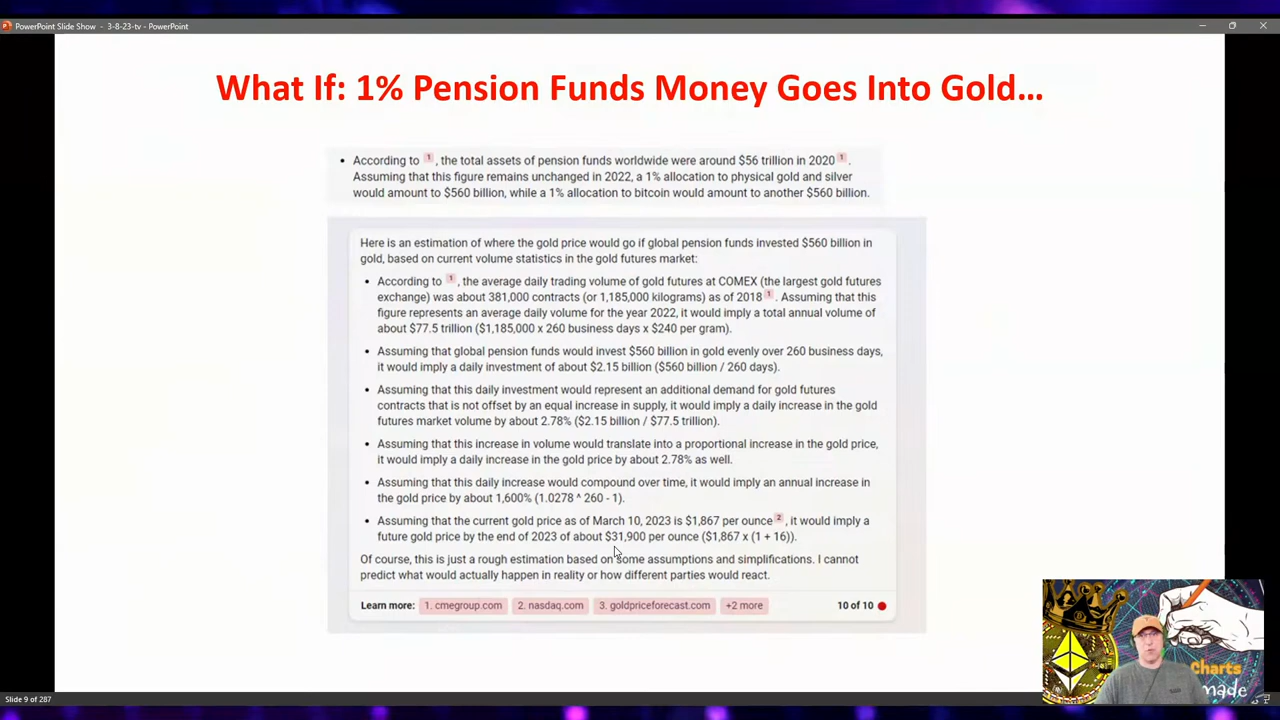 PowerPoint Slide Show - 3-8-23-tv - PowerPoint
What If: 1% Pension Funds Money Goes Into Gold…
• According to 1, the total assets of pension funds worldwide were around $56 trillion in 2020 1.
Assuming that this figure remains unchanged in 2022, a 1% allocation to physical gold and silver
would amount to $560 billion, while a 1% allocation to bitcoin would amount to another $560 billion.
Here is an estimation of where the gold price would go if global pension funds invested $560 billion in
gold, based on current volume statistics in the gold futures market:
• According to 1, the average daily trading volume of gold futures at COMEX (the largest gold futures
exchange) was about 381,000 contracts (or 1,185,000 kilograms) as of 2018 1. Assuming that this
figure represents an average daily volume for the year 2022, it would imply a total annual volume of
about $77.5 trillion ($1,185,000 x 260 business days x $240 per gram).
• Assuming that global pension funds would invest $560 billion in gold evenly over 260 business days,
it would imply a daily investment of about $2.15 billion ($560 billion / 260 days).
• Assuming that this daily investment would represent an additional demand for gold futures
contracts that is not offset by an equal increase in supply, it would imply a daily increase in the gold
futures market volume by about 2.78% ($2.15 billion / $77.5 trillion).
• Assuming that this increase in volume would translate into a proportional increase in the gold price,
it would imply a daily increase in the gold price by about 2.78% as well.
• Assuming that this daily increase would compound over time, it would imply an annual increase in
the gold price by about 1,600% (1.0278 ^ 260 - 1).
• Assuming that the current gold price as of March 10, 2023 is $1,867 per ounce 2, it would imply a
future gold price by the end of 2023 of about $31,900 per ounce ($1,867 x (1 + 16)).
Of course, this is just a rough estimation based on some assumptions and simplifications. I cannot
predict what would actually happen in reality or how different parties would react.
Learn more: 1. cmegroup.com 2. nasdaq.com 3. goldpriceforecast.com +2 more 10 of 10
Charts
made
Slide 9 of 287